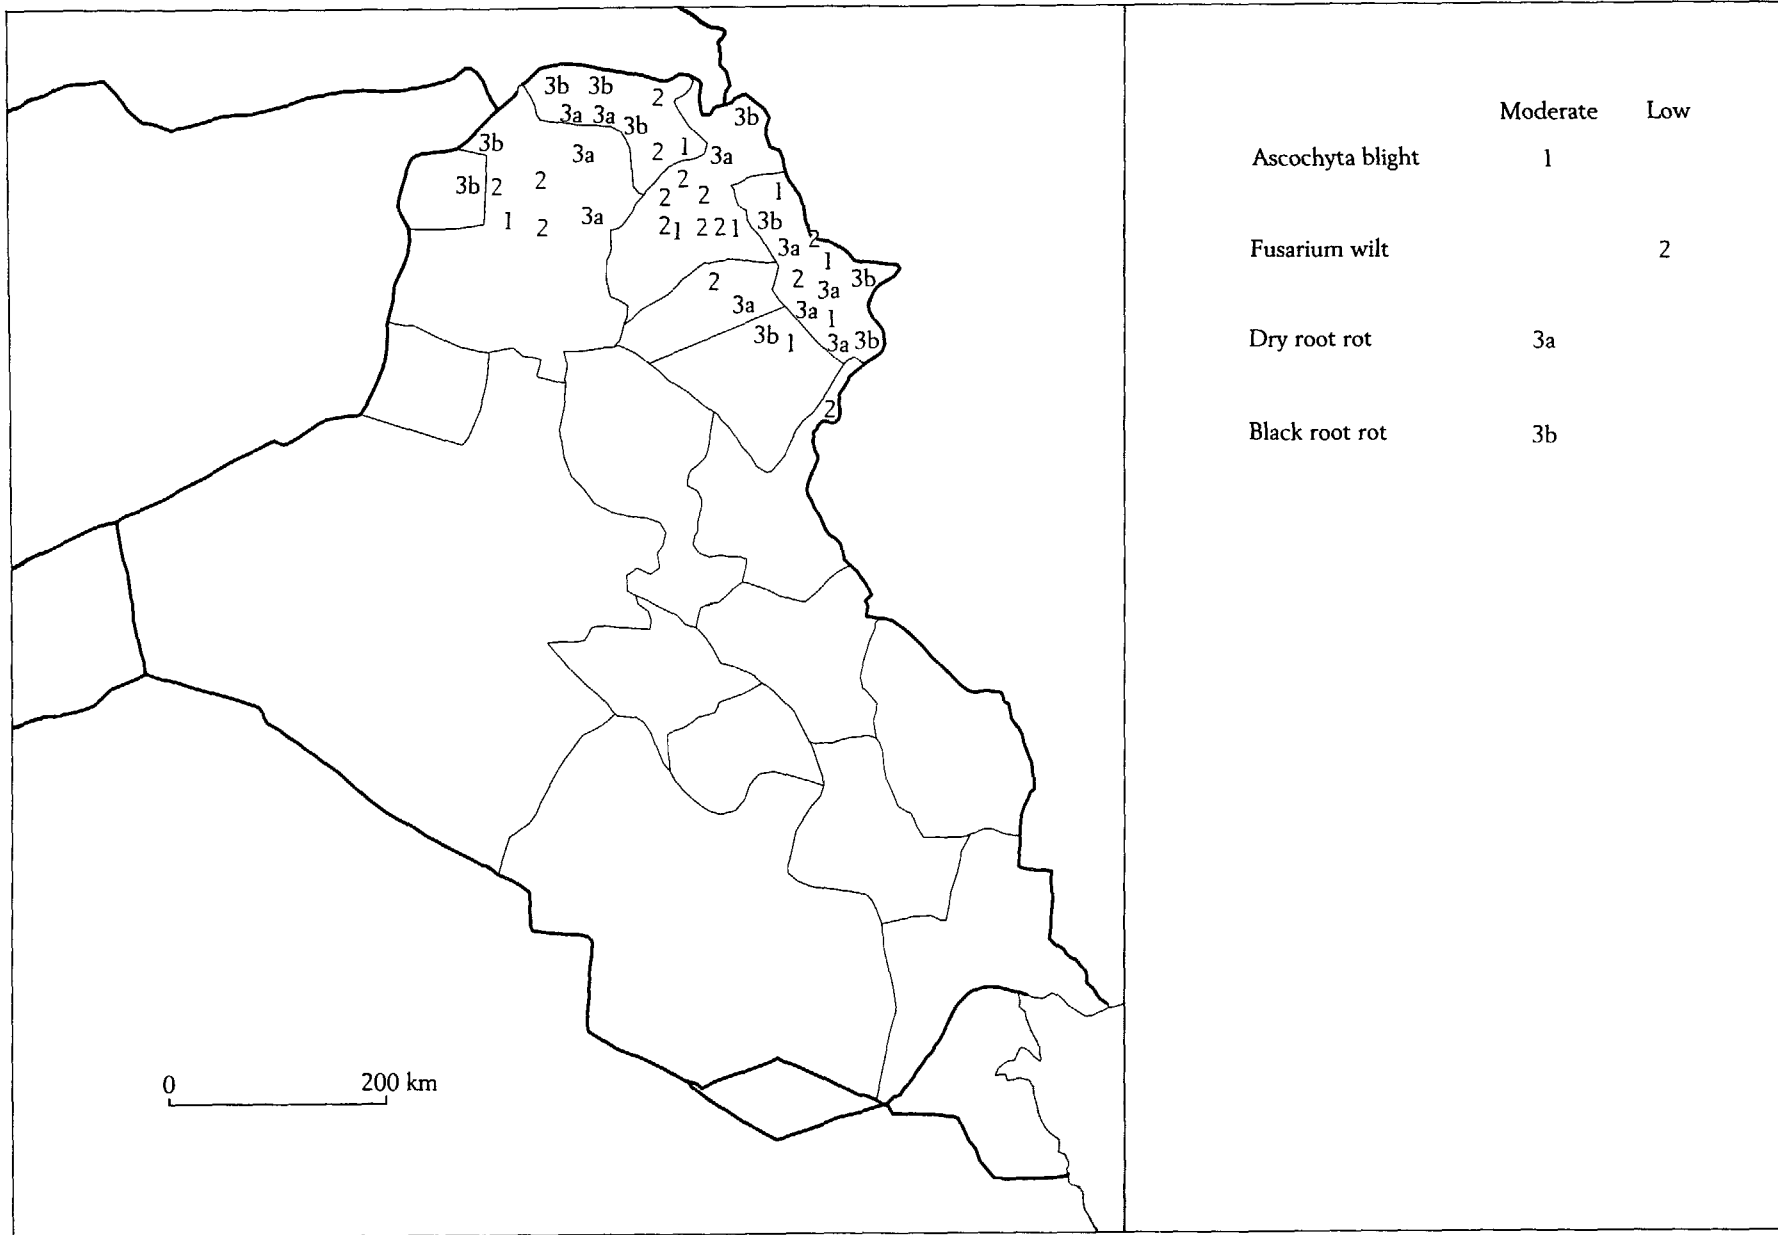 3b 3b 2
3a 3a 3b 3b
3b 3a 2 1 3a
3b 2 2 2 2 2 1
1 2 3a 2 1 2 2 1 3b
3a 2
1
2 3a 2 3a 3b
3a 1
3b 1 3a 3b
2
0 200 km
Moderate Low
Ascochyta blight 1
Fusarium wilt 2
Dry root rot 3a
Black root rot 3b